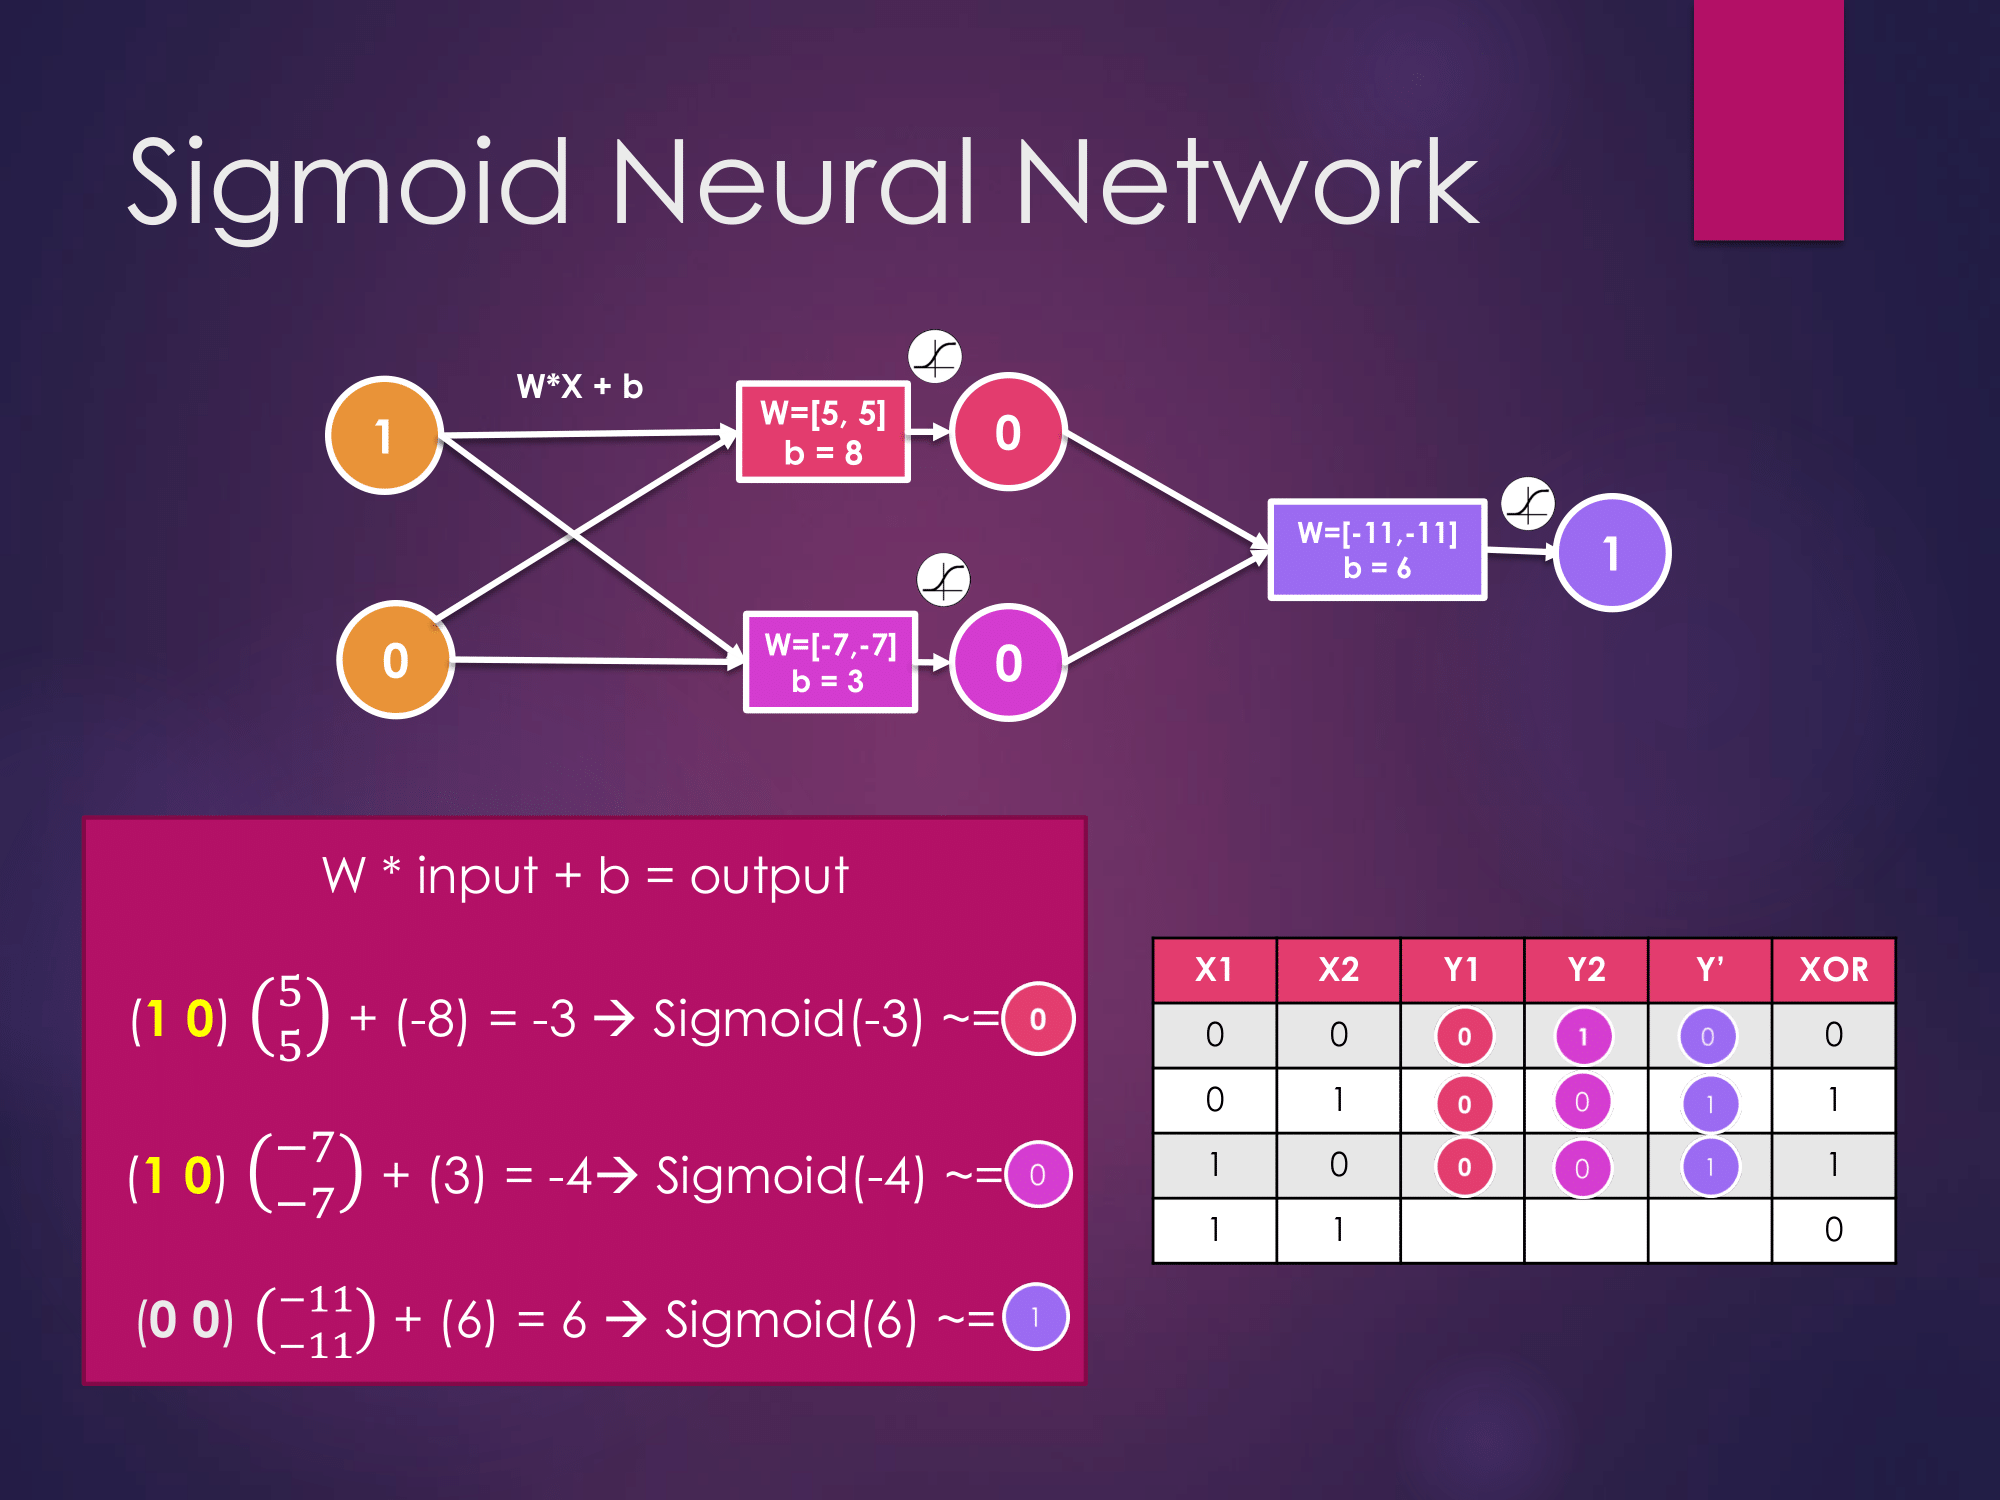 Sigmoid Neural Network
W*X + b
1
W=[5, 5]
b = 8
0
W=[-11,-11]
b = 6
1
0
W=[-7,-7]
b = 3
0
W * input + b = output
(1 0) (5 5) + (-8) = -3 → Sigmoid(-3) ~= 0
(1 0) (−7 −7) + (3) = -4→ Sigmoid(-4) ~= 0
(0 0) (−11 −11) + (6) = 6 → Sigmoid(6) ~= 1
X1 X2 Y1 Y2 Y' XOR
0 0 0 1 0 0
0 1 0 0 1 1
1 0 0 0 1 1
1 1 0